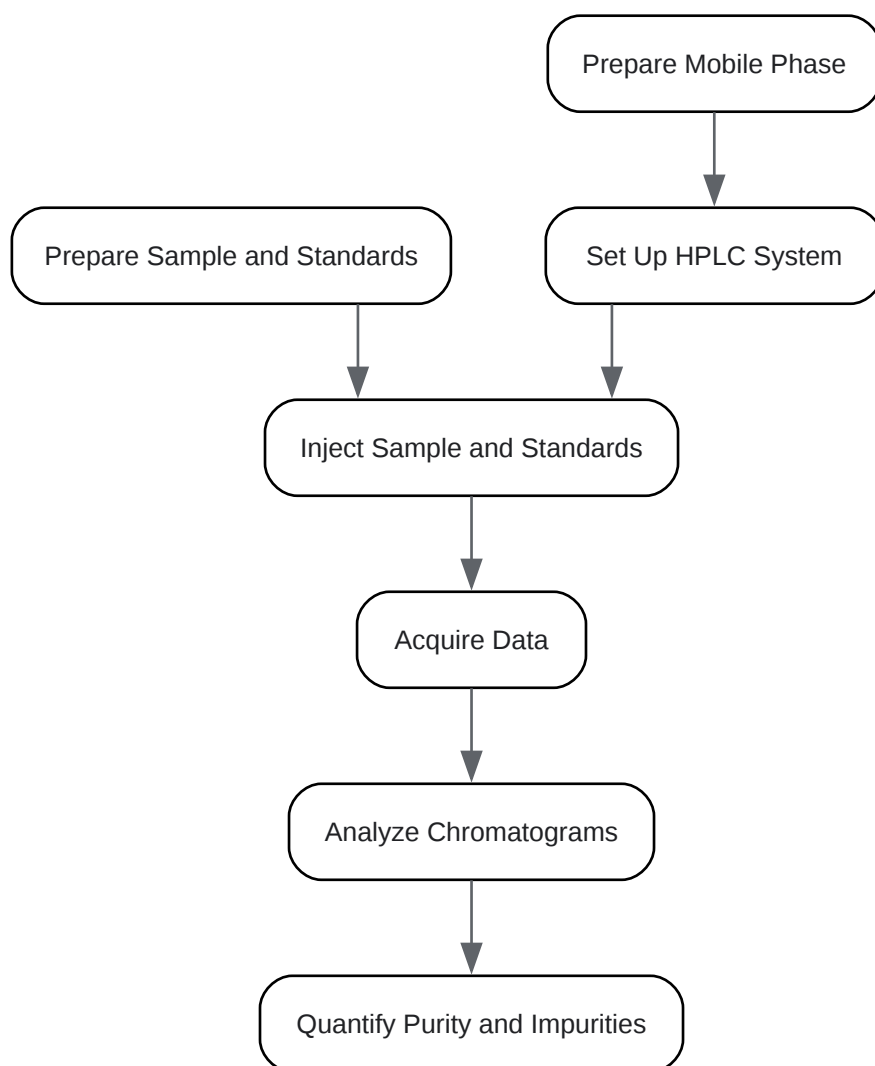 Prepare Mobile Phase
Prepare Sample and Standards
Set Up HPLC System
Inject Sample and Standards
Acquire Data
Analyze Chromatograms
Quantify Purity and Impurities